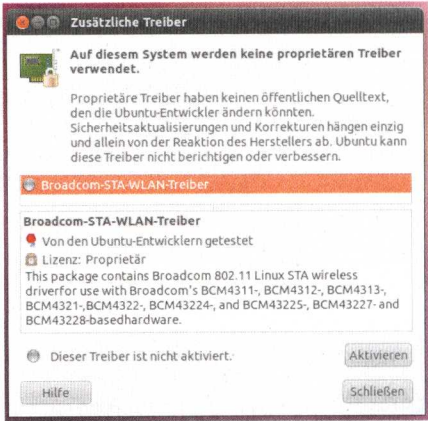 Zusätzliche Treiber
Auf diesem System werden keine proprietären Treiber
verwendet.
Proprietäre Treiber haben keinen öffentlichen Quelltext,
den die Ubuntu-Entwickler ändern könnten.
Sicherheitsaktualisierungen und Korrekturen hängen einzig
und allein von der Reaktion des Herstellers ab. Ubuntu kann
diese Treiber nicht berichtigen oder verbessern.
Broadcom-STA-WLAN-Treiber
Broadcom-STA-WLAN-Treiber
Von den Ubuntu-Entwicklern getestet
Lizenz: Proprietär
This package contains Broadcom 802.11 Linux STA wireless
driverfor use with Broadcom's BCM4311-, BCM4312-, BCM4313-,
BCM4321-,BCM4322-, BCM43224-, and BCM43225-, BCM43227- and
BCM43228-basedhardware.
Dieser Treiber ist nicht aktiviert.
Aktivieren
Hilfe
Schließen